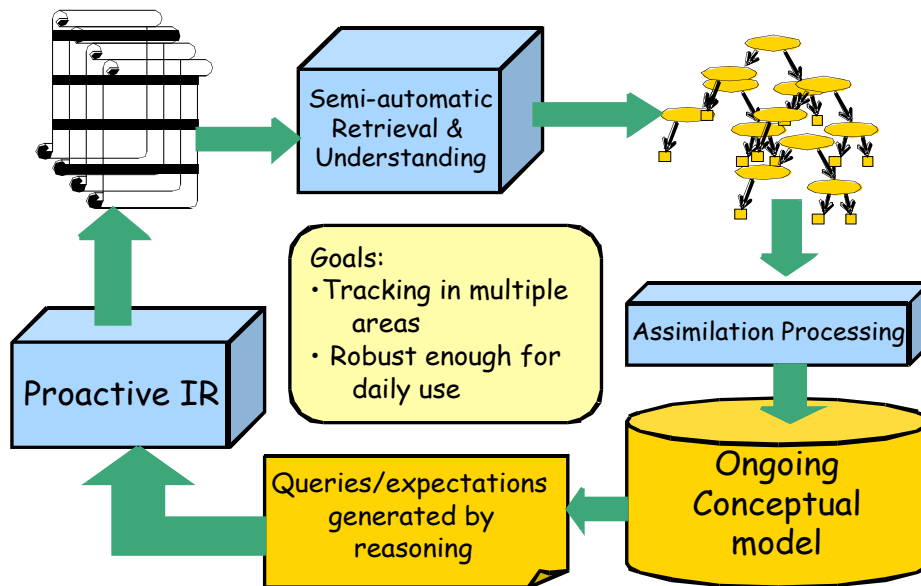 Semi-automatic
Retrieval &
Understanding
Goals:
• Tracking in multiple
areas
• Robust enough for
daily use
Assimilation Processing
Proactive IR
Ongoing
Conceptual
model
Queries/expectations
generated by
reasoning